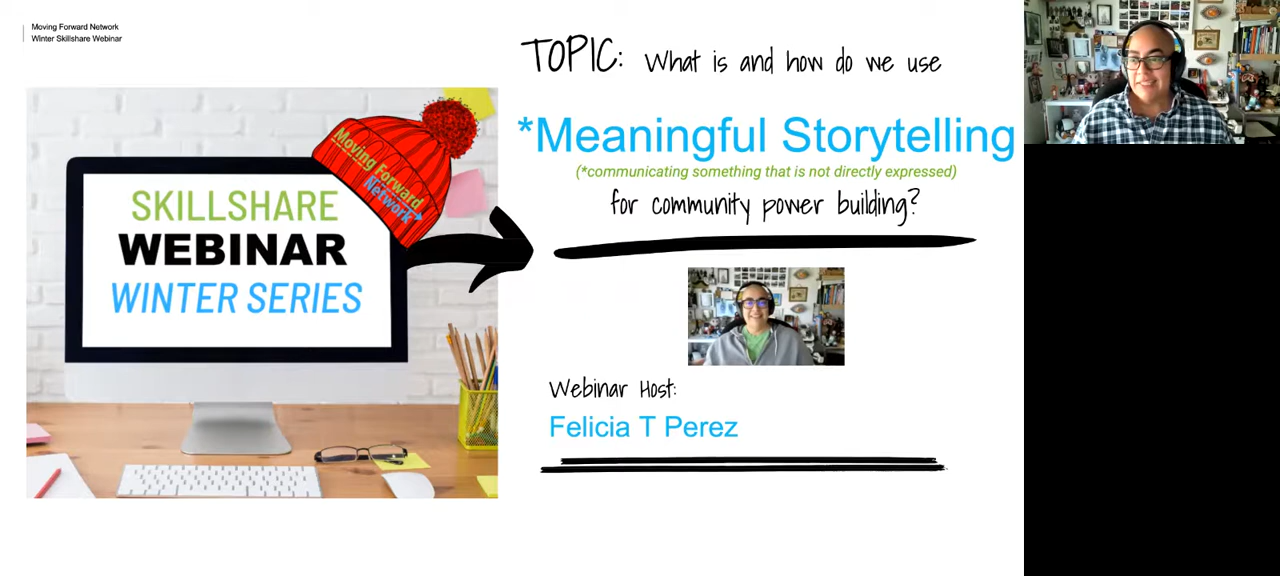 Moving Forward Network
Winter Skillshare Webinar
SKILLSHARE
WEBINAR
WINTER SERIES
Moving Forward
Network
TOPIC: What is and how do we use
*Meaningful Storytelling
(*communicating something that is not directly expressed)
for community power building?
Webinar Host:
Felicia T Perez